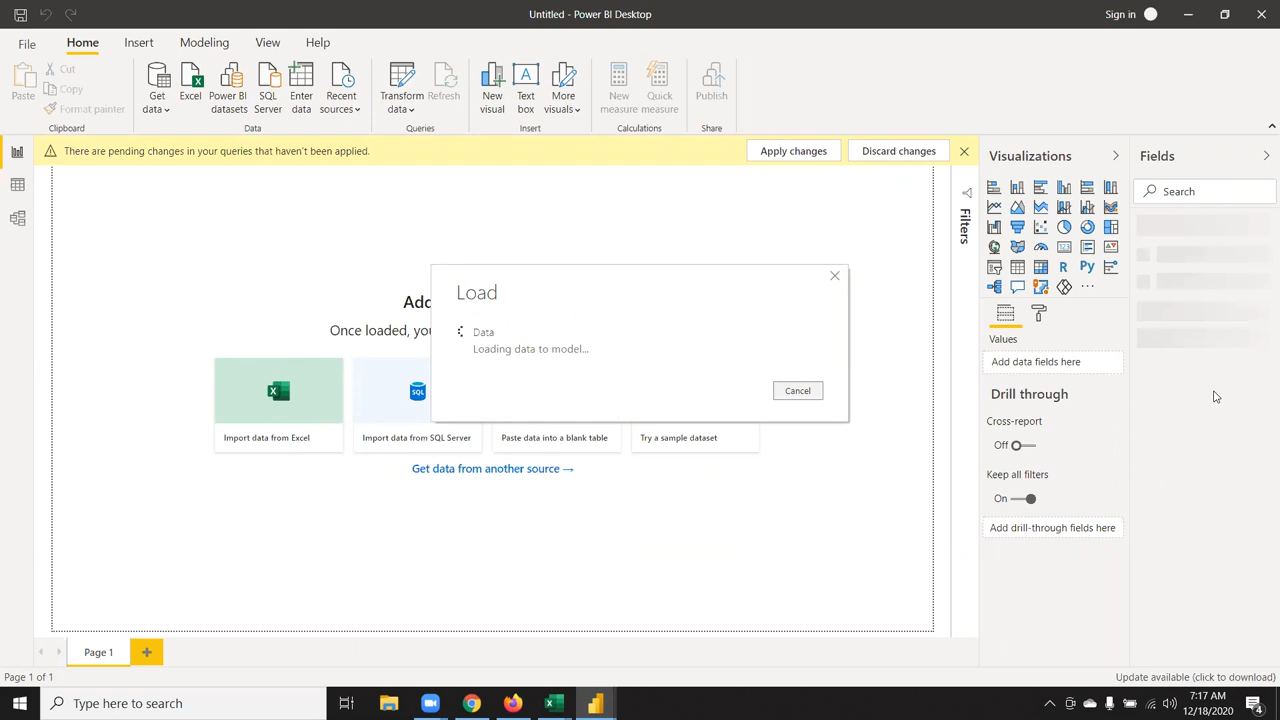 Untitled - Power BI Desktop
Sign in
File
Home
Insert
Modeling
View
Help
Paste
Cut
Copy
Format painter
Clipboard
Get data
Excel
Power BI datasets
SQL Server
Enter data
Recent sources
Data
Transform data
Refresh
Queries
New visual
A
Text box
More visuals
Insert
New measure
Quick measure
Calculations
Publish
Share
There are pending changes in your queries that haven't been applied.
Apply changes
Discard changes
Filters
Visualizations
Fields
Search
R
Py
Values
Add data fields here
Drill through
Cross-report
Off
Keep all filters
On
Add drill-through fields here
Add
Once loaded, you
Load
Data
Loading data to model...
Cancel
SQL
Import data from Excel
Import data from SQL Server
Paste data into a blank table
Try a sample dataset
Get data from another source →
Page 1
Page 1 of 1
Update available (click to download)
Type here to search
7:17 AM
12/18/2020
4